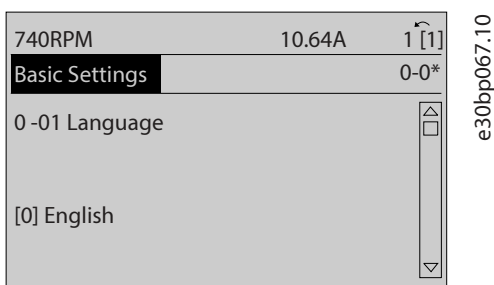 740RPM 10.64A 1 [1]
Basic Settings 0-0*
0 -01 Language
[0] English
e30bp067.10